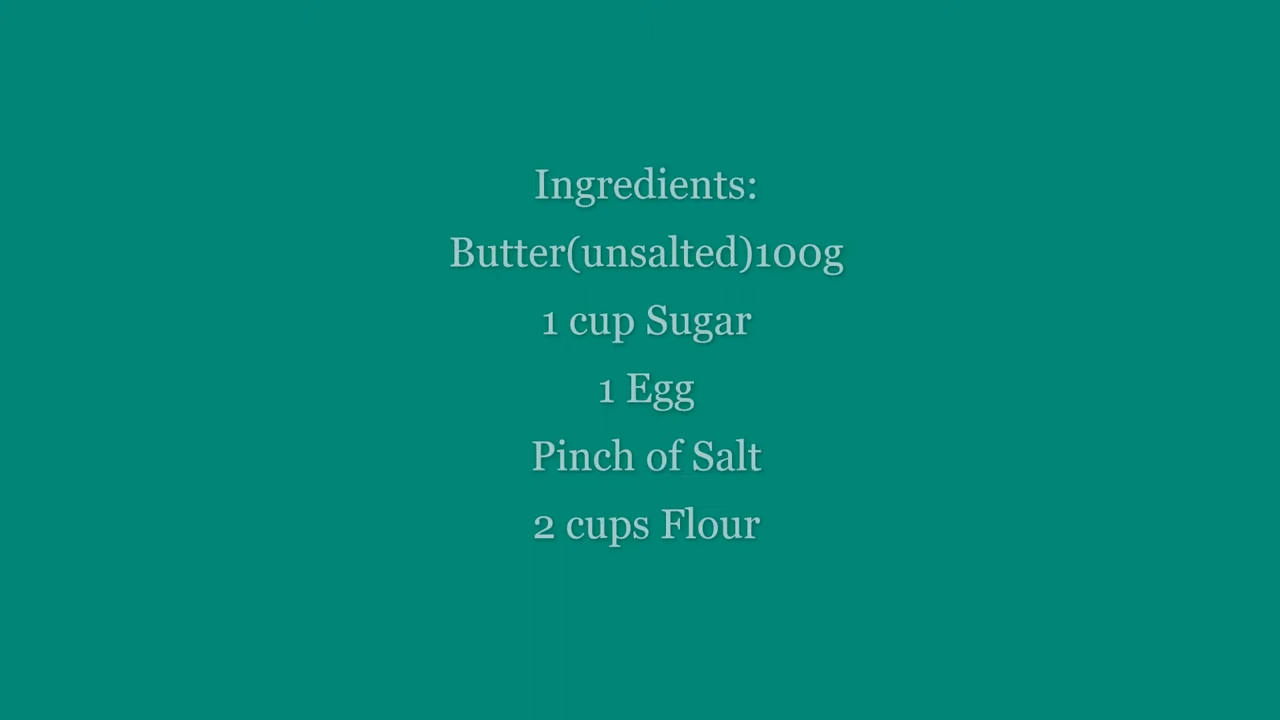 Ingredients:
Butter(unsalted)100g
1 cup Sugar
1 Egg
Pinch of Salt
2 cups Flour